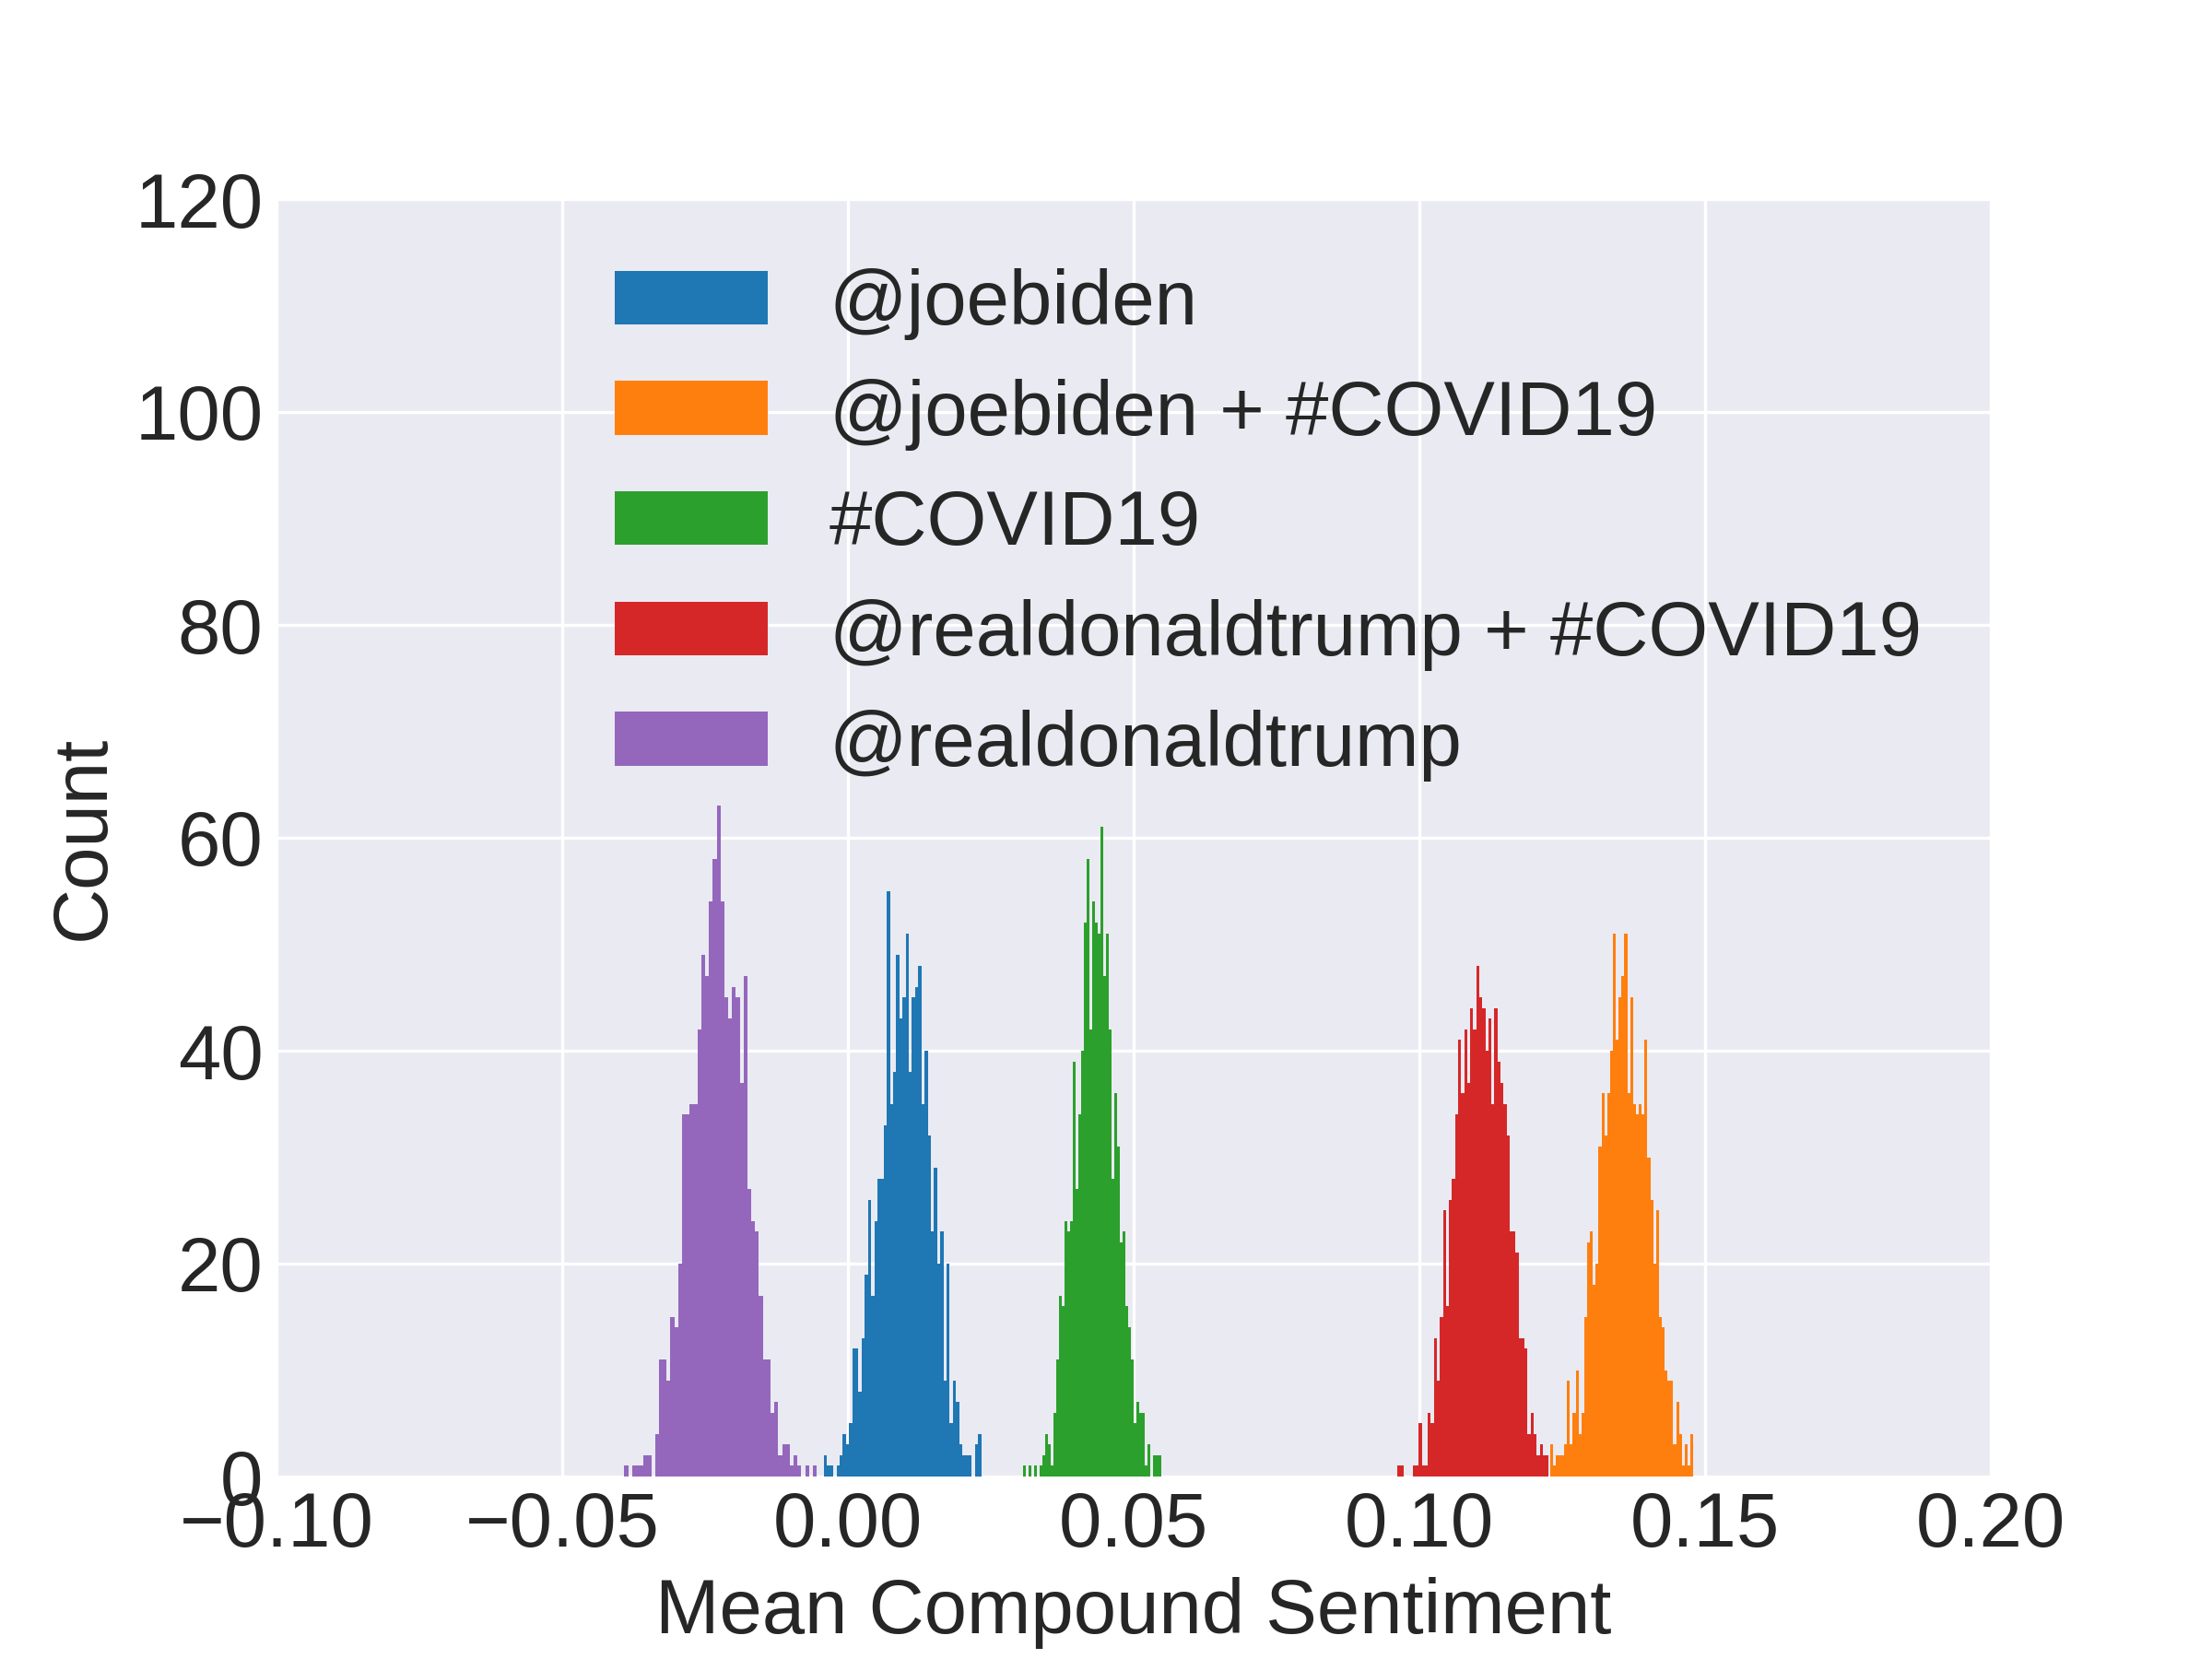 120
100
80
60
40
20
0
Count
@joebiden
@joebiden + #COVID19
#COVID19
@realdonaldtrump + #COVID19
@realdonaldtrump
−0.10 −0.05 0.00 0.05 0.10 0.15 0.20
Mean Compound Sentiment